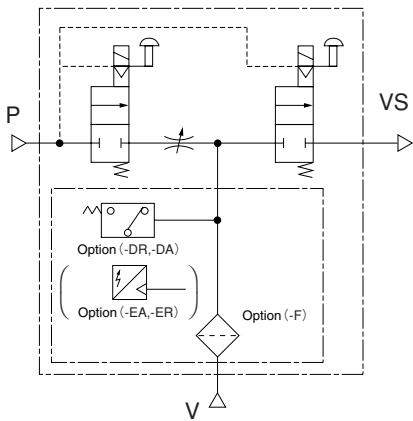 P
VS
Option（-DR,-DA）
Option（-EA,-ER）
Option（-F）
V